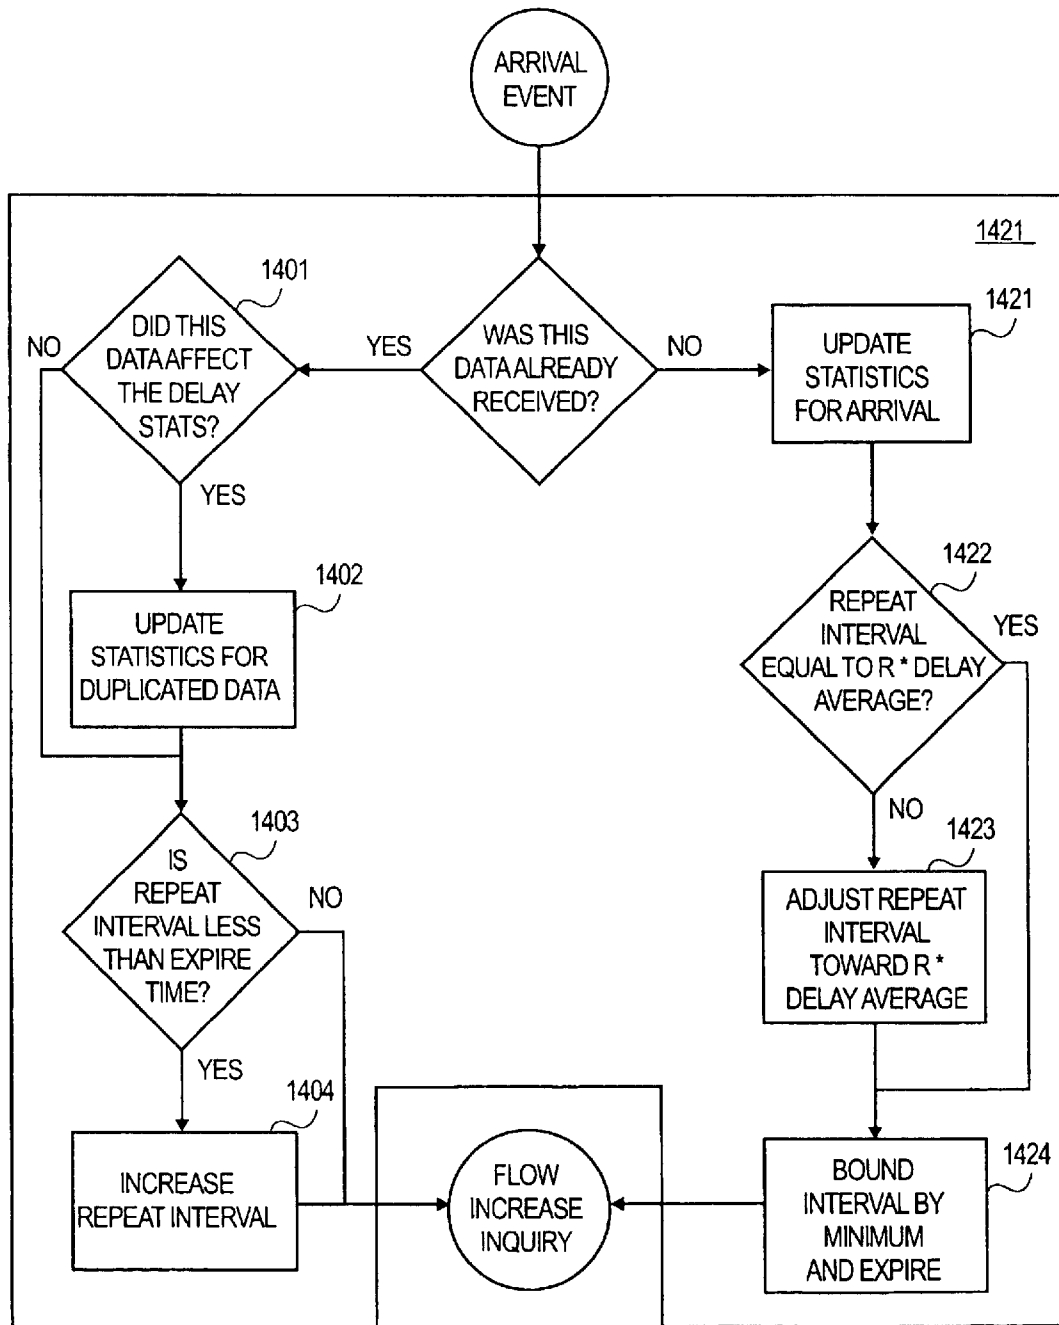 ARRIVAL
EVENT
1421
1401
DID THIS
DATA AFFECT
THE DELAY
STATS?
NO
YES
WAS THIS
DATA ALREADY
RECEIVED?
YES
NO
1421
UPDATE
STATISTICS
FOR ARRIVAL
YES
1402
UPDATE
STATISTICS FOR
DUPLICATED DATA
1422
REPEAT
INTERVAL
EQUAL TO R * DELAY
AVERAGE?
YES
NO
1403
IS
REPEAT
INTERVAL LESS
THAN EXPIRE
TIME?
NO
YES
1423
ADJUST REPEAT
INTERVAL
TOWARD R *
DELAY AVERAGE
1404
INCREASE
REPEAT INTERVAL
FLOW
INCREASE
INQUIRY
1424
BOUND
INTERVAL BY
MINIMUM
AND EXPIRE